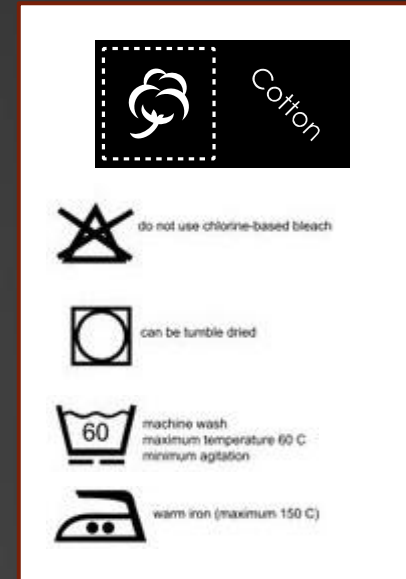 Cotton
do not use chlorine-based bleach
can be tumble dried
60
machine wash
maximum temperature 60 C
minimum agitation
warm iron (maximum 150 C)